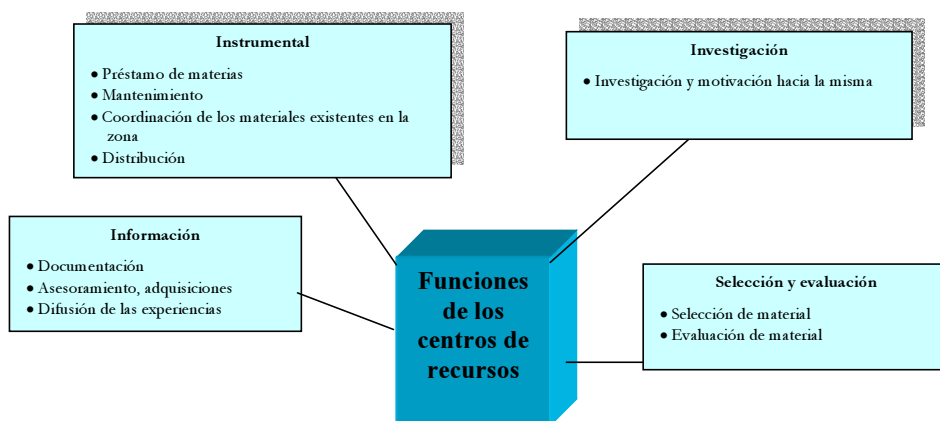 Instrumental
• Préstamo de materias
• Mantenimiento
• Coordinación de los materiales existentes en la
zona
• Distribución
Investigación
• Investigación y motivación hacia la misma
Información
• Documentación
• Asesoramiento, adquisiciones
• Difusión de las experiencias
Funciones
de los
centros de
recursos
Selección y evaluación
• Selección de material
• Evaluación de material